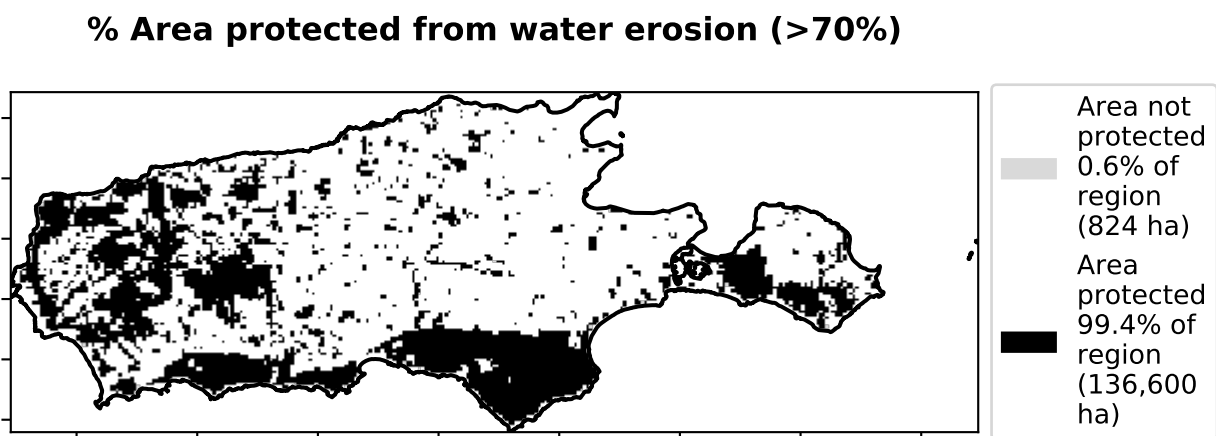 % Area protected from water erosion (>70%)
Area not
protected
0.6% of
region
(824 ha)
Area
protected
99.4% of
region
(136,600
ha)